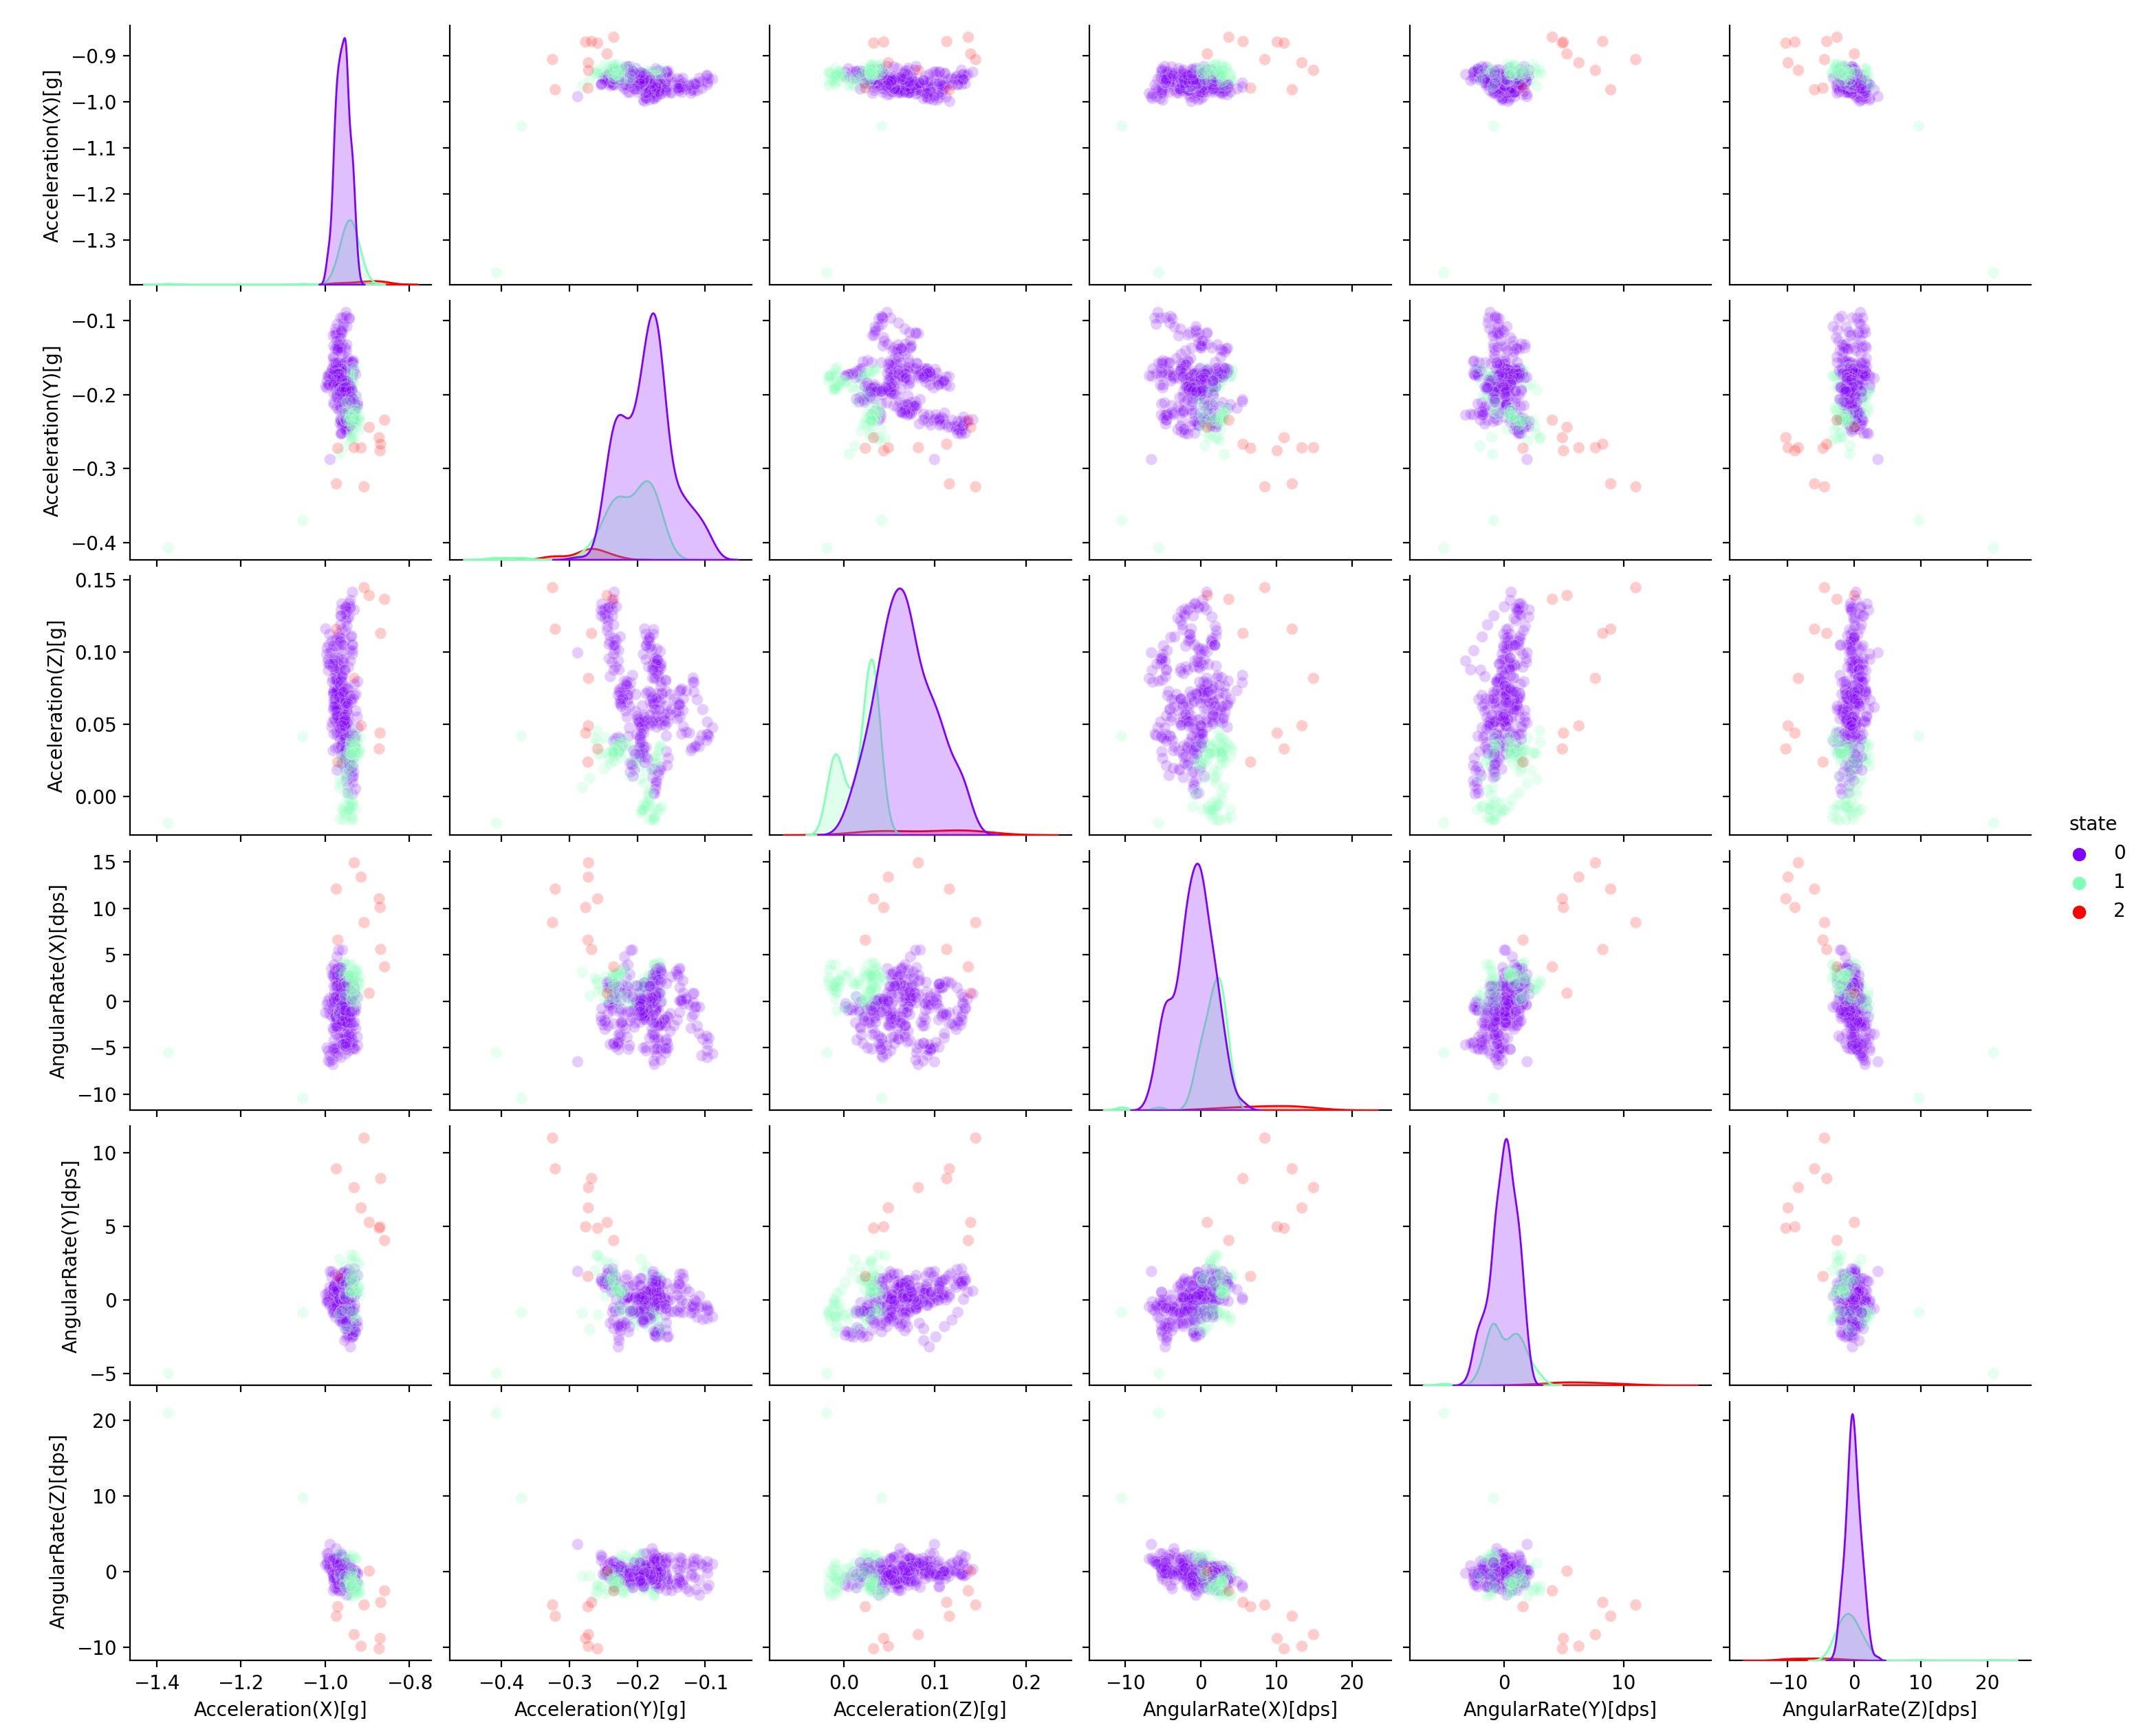 Acceleration(X)[g]
−0.9
−1.0
−1.1
−1.2
−1.3
Acceleration(Y)[g]
−0.1
−0.2
−0.3
−0.4
Acceleration(Z)[g]
0.15
0.10
0.05
0.00
AngularRate(X)[dps]
15
10
5
0
−5
−10
AngularRate(Y)[dps]
10
5
0
−5
AngularRate(Z)[dps]
20
10
0
−10
−1.4 −1.2 −1.0 −0.8
−0.4 −0.3 −0.2 −0.1
0.0 0.1 0.2
−10 0 10 20
0 10
−10 0 10 20
Acceleration(X)[g]
Acceleration(Y)[g]
Acceleration(Z)[g]
AngularRate(X)[dps]
AngularRate(Y)[dps]
AngularRate(Z)[dps]
state
0
1
2